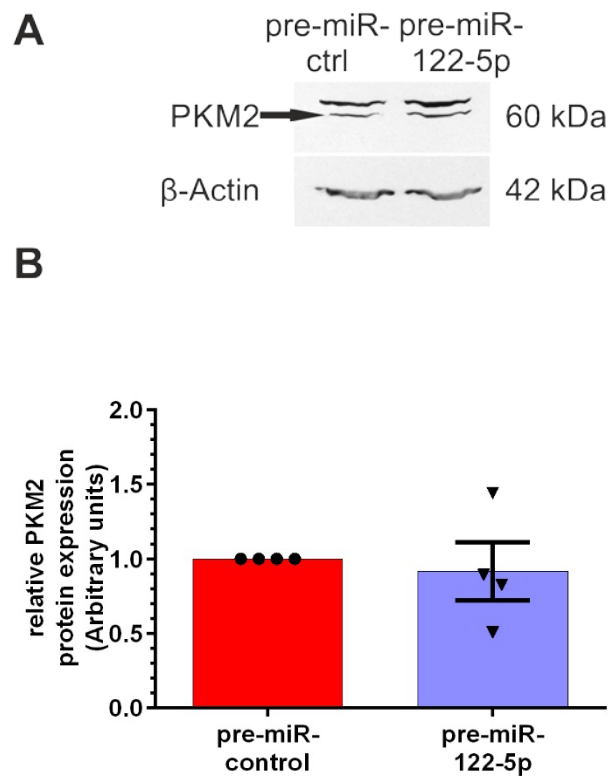 A
pre-miR- pre-miR-
ctrl 122-5p
PKM2 60 kDa
β-Actin 42 kDa
B
relative PKM2
protein expression
(Arbitrary units)
2.0
1.5
1.0
0.5
0.0
pre-miR- pre-miR-
control 122-5p